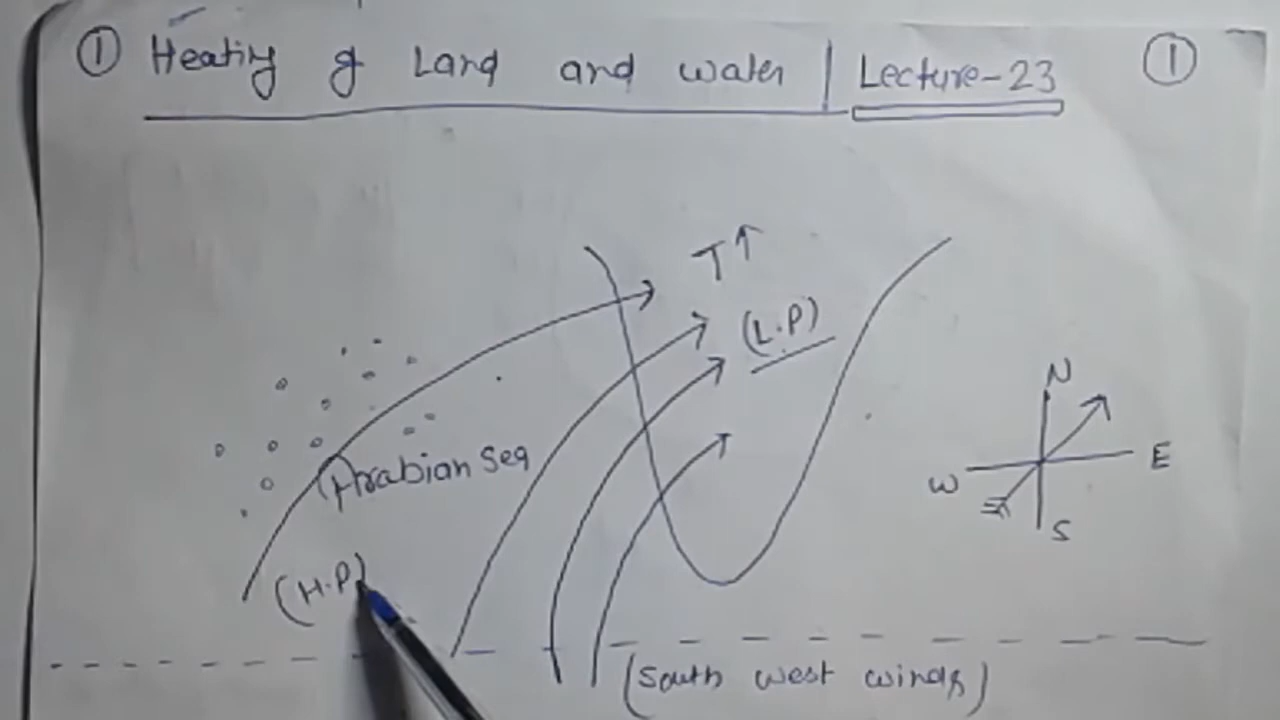 ① Heating of Land and water | Lecture-23 ①
T↑
(L.P)
N
Arabian Sea
W E
S
(H.P)
(South west winds)